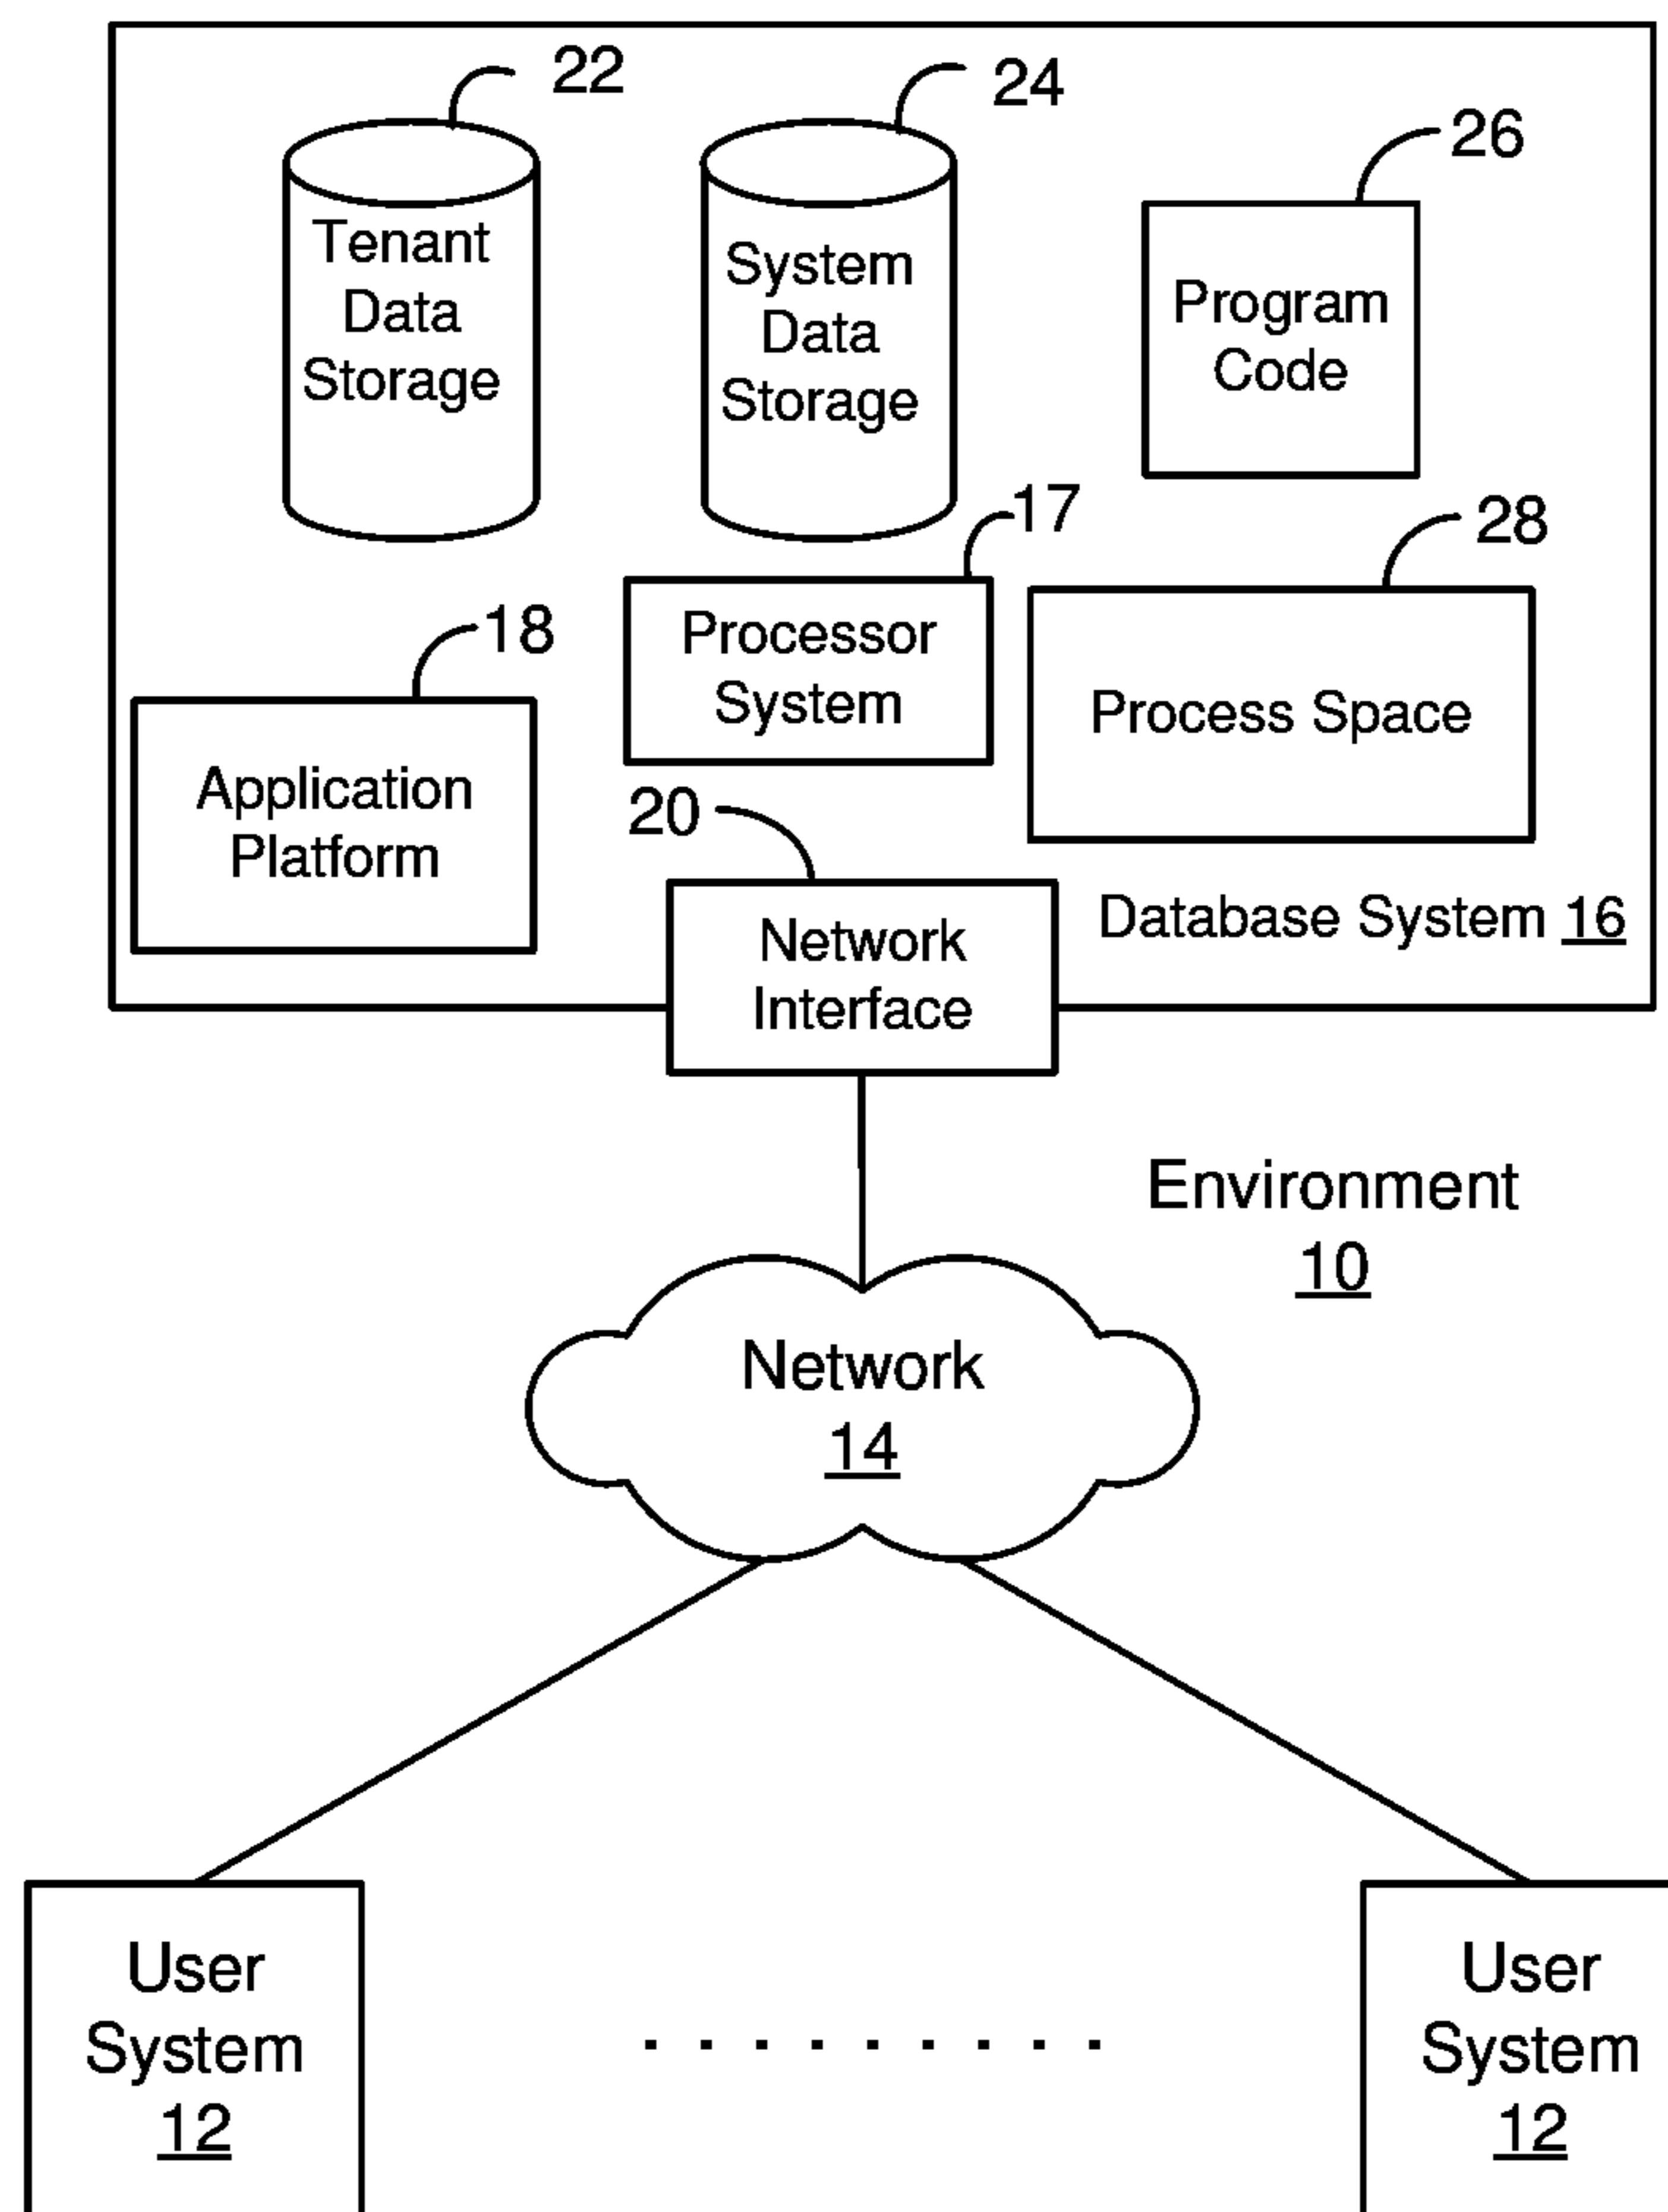 22
24
26
Tenant
Data
Storage
System
Data
Storage
Program
Code
17
28
18
Processor
System
Process Space
Application
Platform
20
Network
Interface
Database System 16
Environment
10
Network
14
User
System
12
. . . . . . . . .
User
System
12